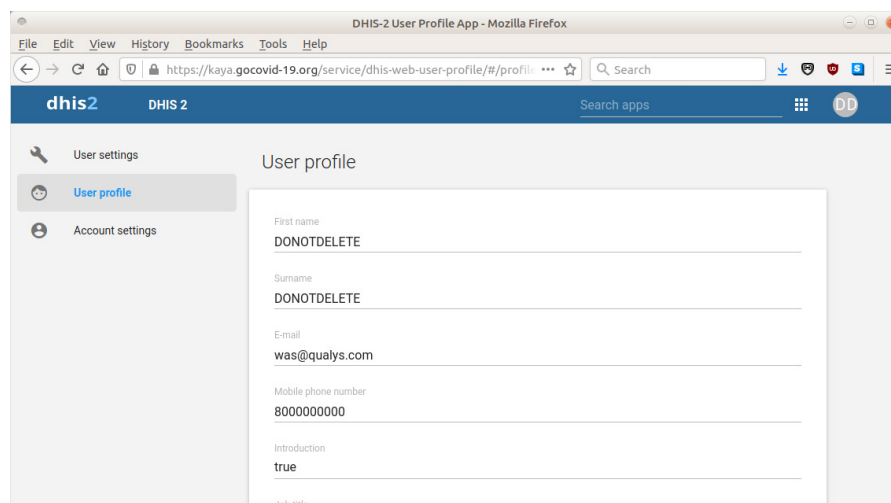 DHIS-2 User Profile App - Mozilla Firefox
File Edit View History Bookmarks Tools Help
https://kaya.gocovid-19.org/service/dhis-web-user-profile/#/profile Search
dhis2 DHIS 2 Search apps DD
User settings
User profile
User profile
Account settings
First name
DONOTDELETE
Surname
DONOTDELETE
E-mail
was@qualys.com
Mobile phone number
8000000000
Introduction
true